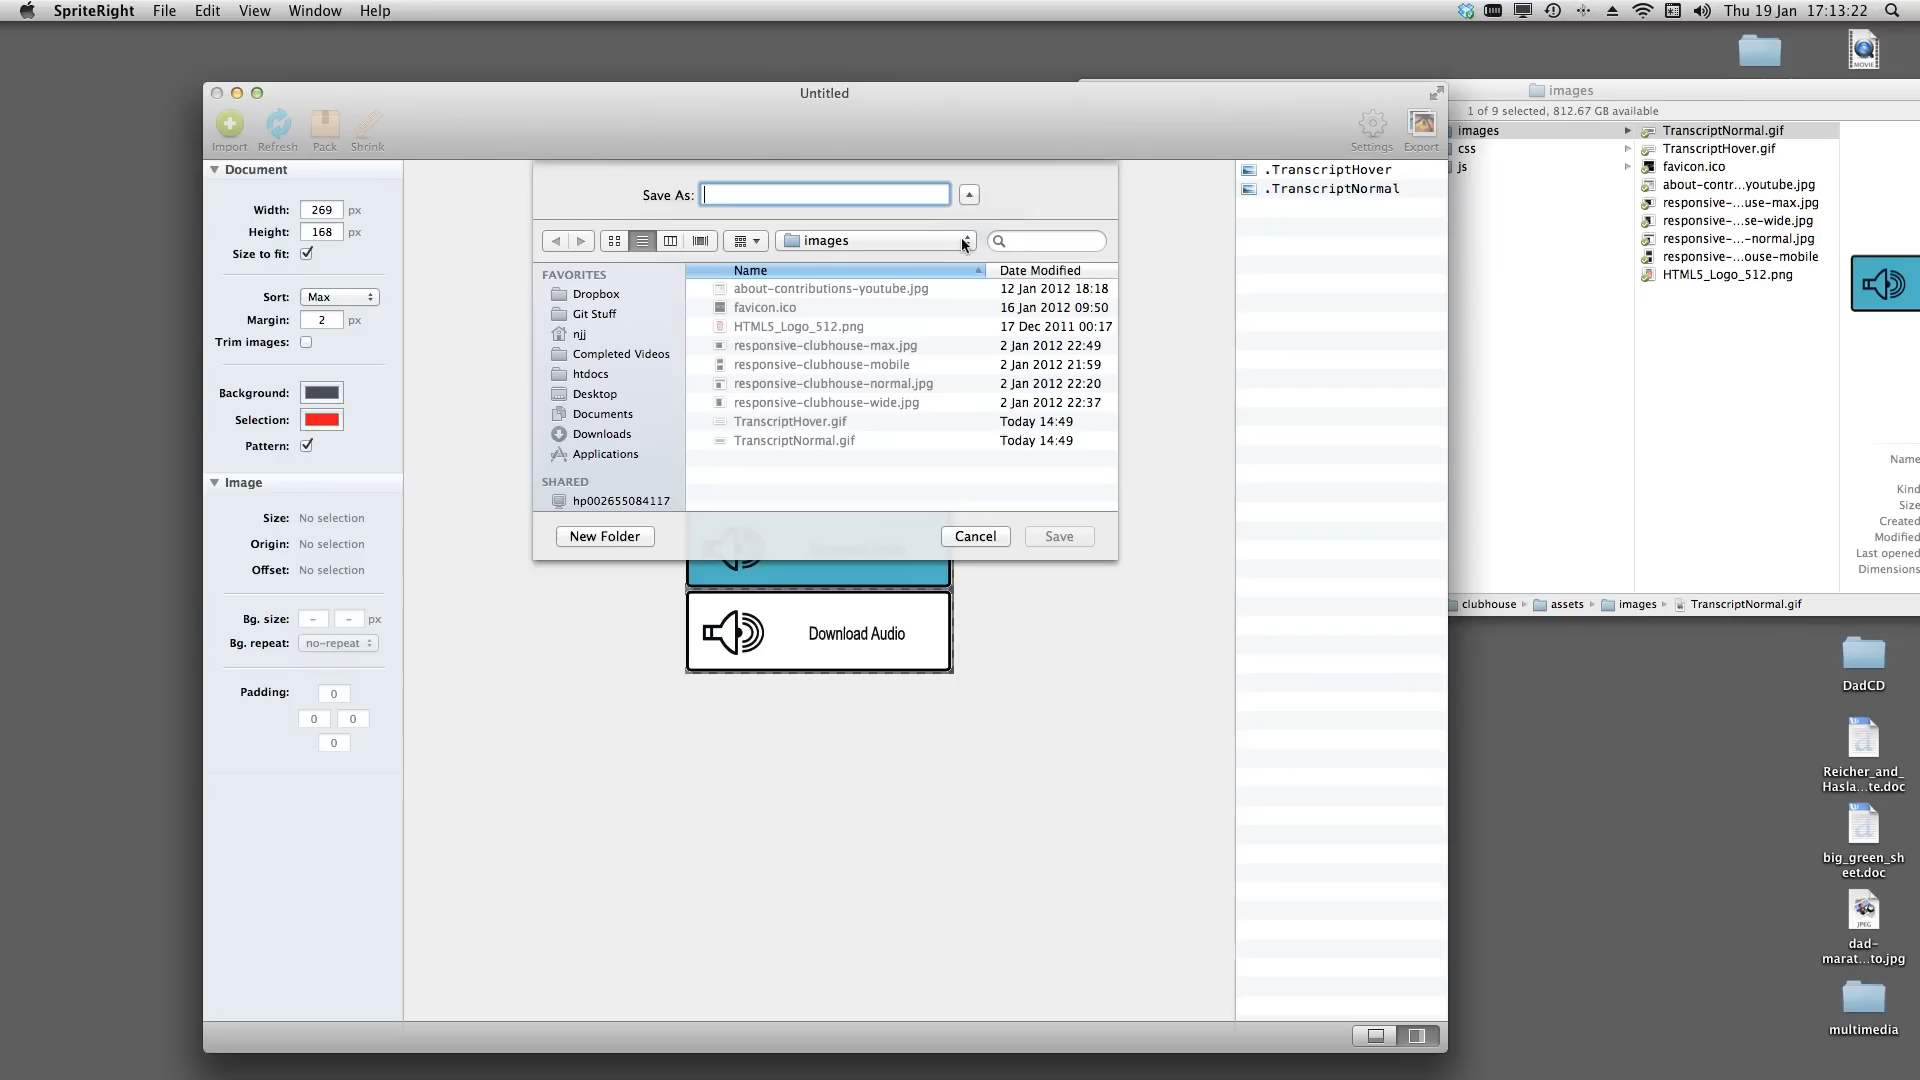 SpriteRight File Edit View Window Help
Thu 19 Jan 17:13:22
MOVIE
Untitled
Import Refresh Pack Shrink
Settings Export
Document
Width: 269 px
Height: 168 px
Size to fit:
Sort: Max
Margin: 2 px
Trim images:
Background:
Selection:
Pattern:
Image
Size: No selection
Origin: No selection
Offset: No selection
Bg. size: - - px
Bg. repeat: no-repeat
Padding: 0
0 0
0
Save As:
images
FAVORITES
Dropbox
Git Stuff
njj
Completed Videos
htdocs
Desktop
Documents
Downloads
Applications
SHARED
hp002655084117
Name Date Modified
about-contributions-youtube.jpg 12 Jan 2012 18:18
favicon.ico 16 Jan 2012 09:50
HTML5_Logo_512.png 17 Dec 2011 00:17
responsive-clubhouse-max.jpg 2 Jan 2012 22:49
responsive-clubhouse-mobile 2 Jan 2012 21:59
responsive-clubhouse-normal.jpg 2 Jan 2012 22:20
responsive-clubhouse-wide.jpg 2 Jan 2012 22:37
TranscriptHover.gif Today 14:49
TranscriptNormal.gif Today 14:49
New Folder Cancel Save
Download Audio
.TranscriptHover
.TranscriptNormal
images
1 of 9 selected, 812.67 GB available
images
css
js
TranscriptNormal.gif
TranscriptHover.gif
favicon.ico
about-contr...youtube.jpg
responsive-...use-max.jpg
responsive-...se-wide.jpg
responsive-...-normal.jpg
responsive-...ouse-mobile
HTML5_Logo_512.png
Name
Kind
Size
Created
Modified
Last opened
Dimensions
clubhouse assets images TranscriptNormal.gif
DadCD
Reicher_and_
Hasla...te.doc
big_green_sh
eet.doc
JPEG
dad-
marat...to.jpg
multimedia